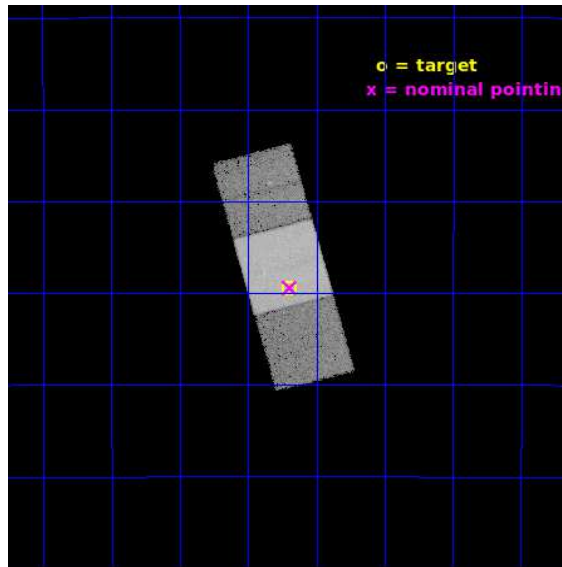 o = target
x = nominal pointin